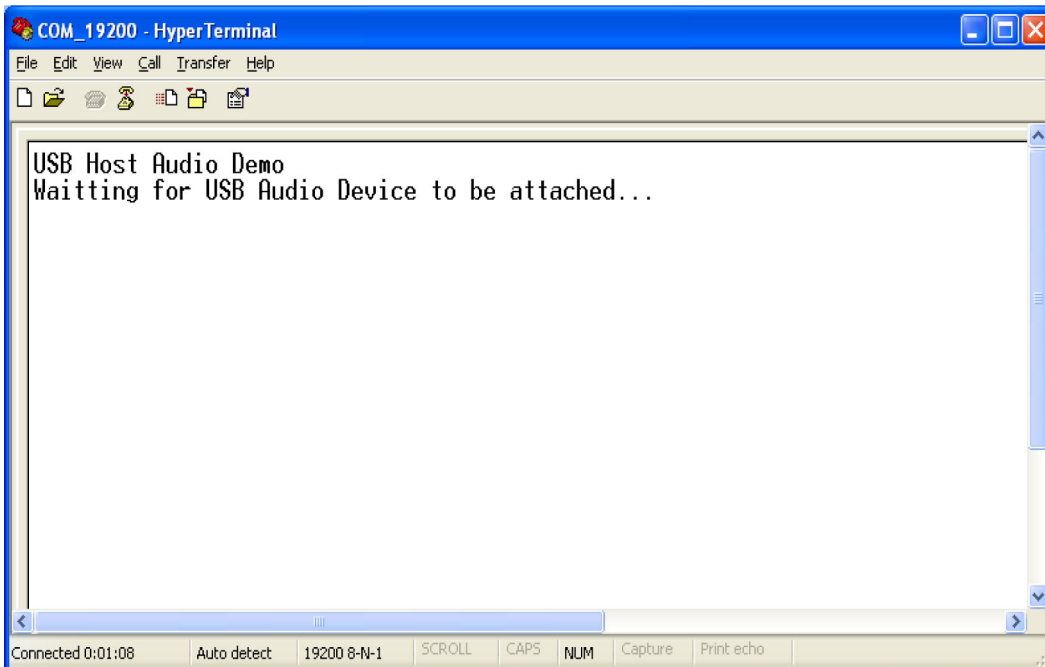 COM_19200 - HyperTerminal
File Edit View Call Transfer Help
USB Host Audio Demo
Waitting for USB Audio Device to be attached...
Connected 0:01:08 Auto detect 19200 8-N-1 SCROLL CAPS NUM Capture Print echo